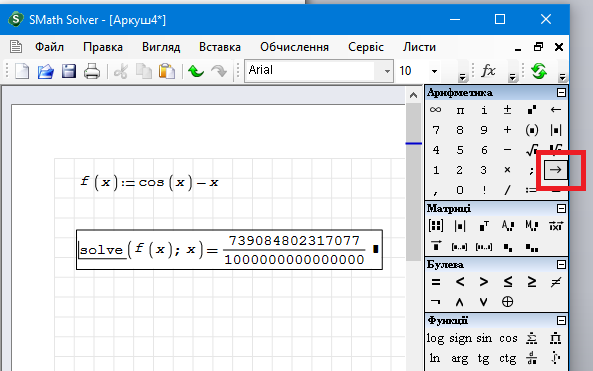 SMath Solver - [Аркуш4*]
Файл Правка Вигляд Вставка Обчислення Сервіс Листи
Arial 10 fx
Арифметика
∞ π i ± ←
7 8 9 + (▪) |▪|
4 5 6 −
1 2 3 × ; →
, 0 ! / := =
Матриці
Булева
= < > ≤ ≥ ≠
¬ ∧ ∨ ⊕
Функції
log sign sin cos
ln arg tg ctg
f(x):=cos(x)−x
solve(f(x); x)=739084802317077/1000000000000000